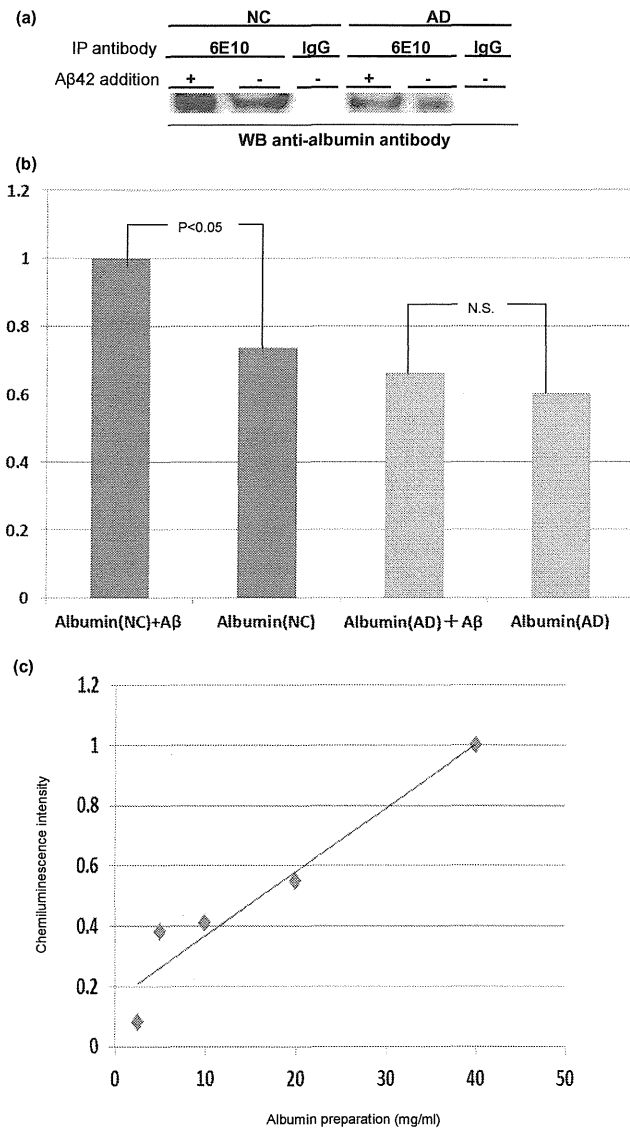 (a)
NC AD
IP antibody 6E10 IgG 6E10 IgG
Aβ42 addition + - - + - -
WB anti-albumin antibody
(b)
1.2
1
0.8
0.6
0.4
0.2
0
P<0.05
N.S.
Albumin(NC)+Aβ Albumin(NC) Albumin(AD)+Aβ Albumin(AD)
(c)
Chemiluminescence intensity
1.2
1
0.8
0.6
0.4
0.2
0
0 10 20 30 40 50
Albumin preparation (mg/ml)